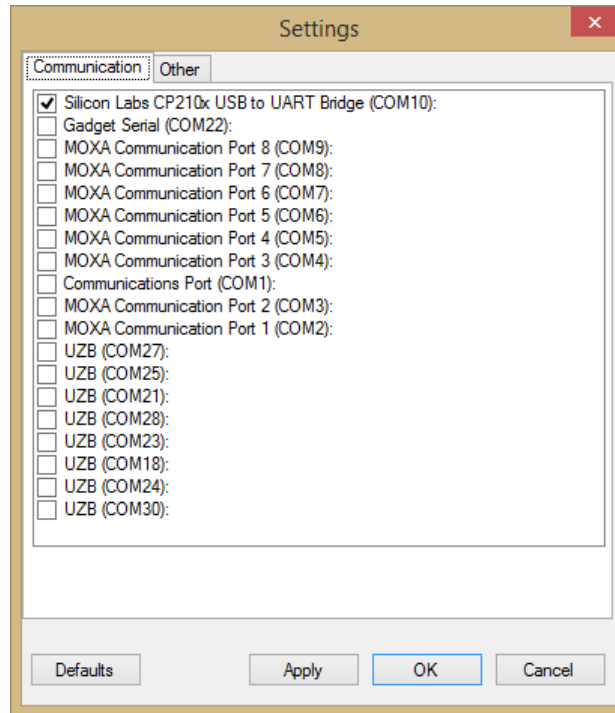 Settings
Communication
Other
Silicon Labs CP210x USB to UART Bridge (COM10):
Gadget Serial (COM22):
MOXA Communication Port 8 (COM9):
MOXA Communication Port 7 (COM8):
MOXA Communication Port 6 (COM7):
MOXA Communication Port 5 (COM6):
MOXA Communication Port 4 (COM5):
MOXA Communication Port 3 (COM4):
Communications Port (COM1):
MOXA Communication Port 2 (COM3):
MOXA Communication Port 1 (COM2):
UZB (COM27):
UZB (COM25):
UZB (COM21):
UZB (COM28):
UZB (COM23):
UZB (COM18):
UZB (COM24):
UZB (COM30):
Defaults
Apply
OK
Cancel